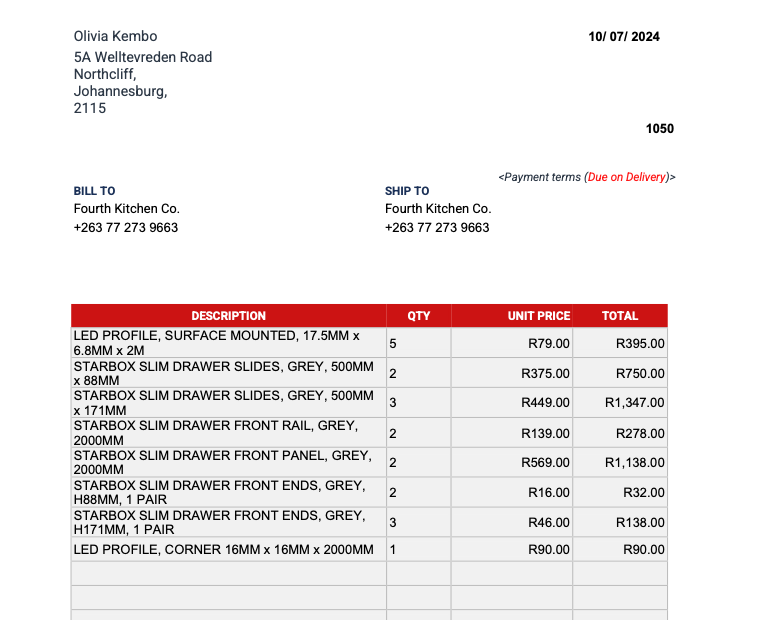 Olivia Kembo
10/ 07/ 2024
5A Welltevreden Road
Northcliff,
Johannesburg,
2115
1050
<Payment terms (Due on Delivery)>
BILL TO
SHIP TO
Fourth Kitchen Co.
Fourth Kitchen Co.
+263 77 273 9663
+263 77 273 9663
DESCRIPTION QTY UNIT PRICE TOTAL
LED PROFILE, SURFACE MOUNTED, 17.5MM x
6.8MM x 2M
5 R79.00 R395.00
STARBOX SLIM DRAWER SLIDES, GREY, 500MM
x 88MM
2 R375.00 R750.00
STARBOX SLIM DRAWER SLIDES, GREY, 500MM
x 171MM
3 R449.00 R1,347.00
STARBOX SLIM DRAWER FRONT RAIL, GREY,
2000MM
2 R139.00 R278.00
STARBOX SLIM DRAWER FRONT PANEL, GREY,
2000MM
2 R569.00 R1,138.00
STARBOX SLIM DRAWER FRONT ENDS, GREY,
H88MM, 1 PAIR
2 R16.00 R32.00
STARBOX SLIM DRAWER FRONT ENDS, GREY,
H171MM, 1 PAIR
3 R46.00 R138.00
LED PROFILE, CORNER 16MM x 16MM x 2000MM 1 R90.00 R90.00